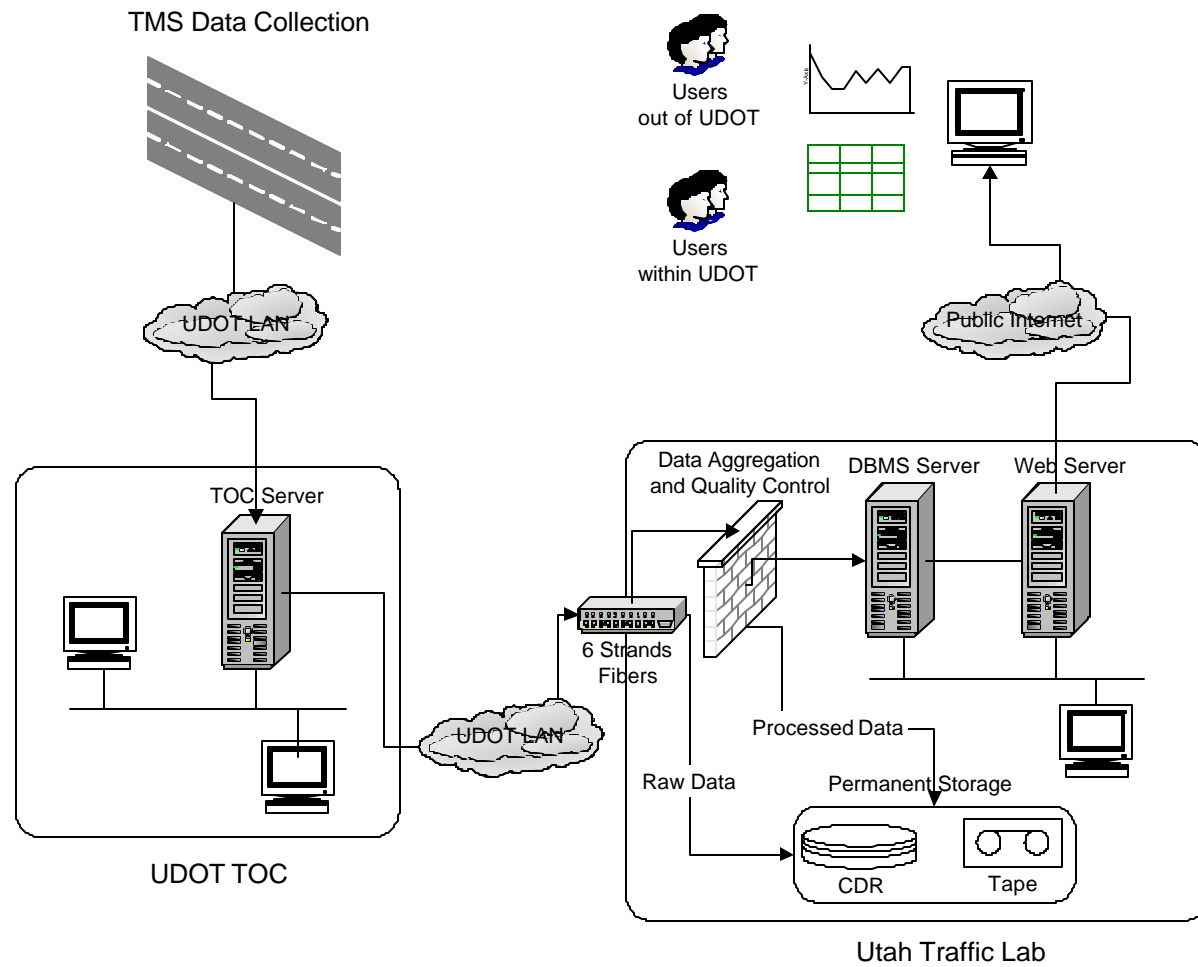 TMS Data Collection
Users
out of UDOT
Y-Axis
Users
within UDOT
UDOT LAN
Public Internet
TOC Server
Data Aggregation
and Quality Control
DBMS Server
Web Server
6 Strands
Fibers
UDOT LAN
Processed Data
Raw Data
Permanent Storage
CDR
Tape
UDOT TOC
Utah Traffic Lab